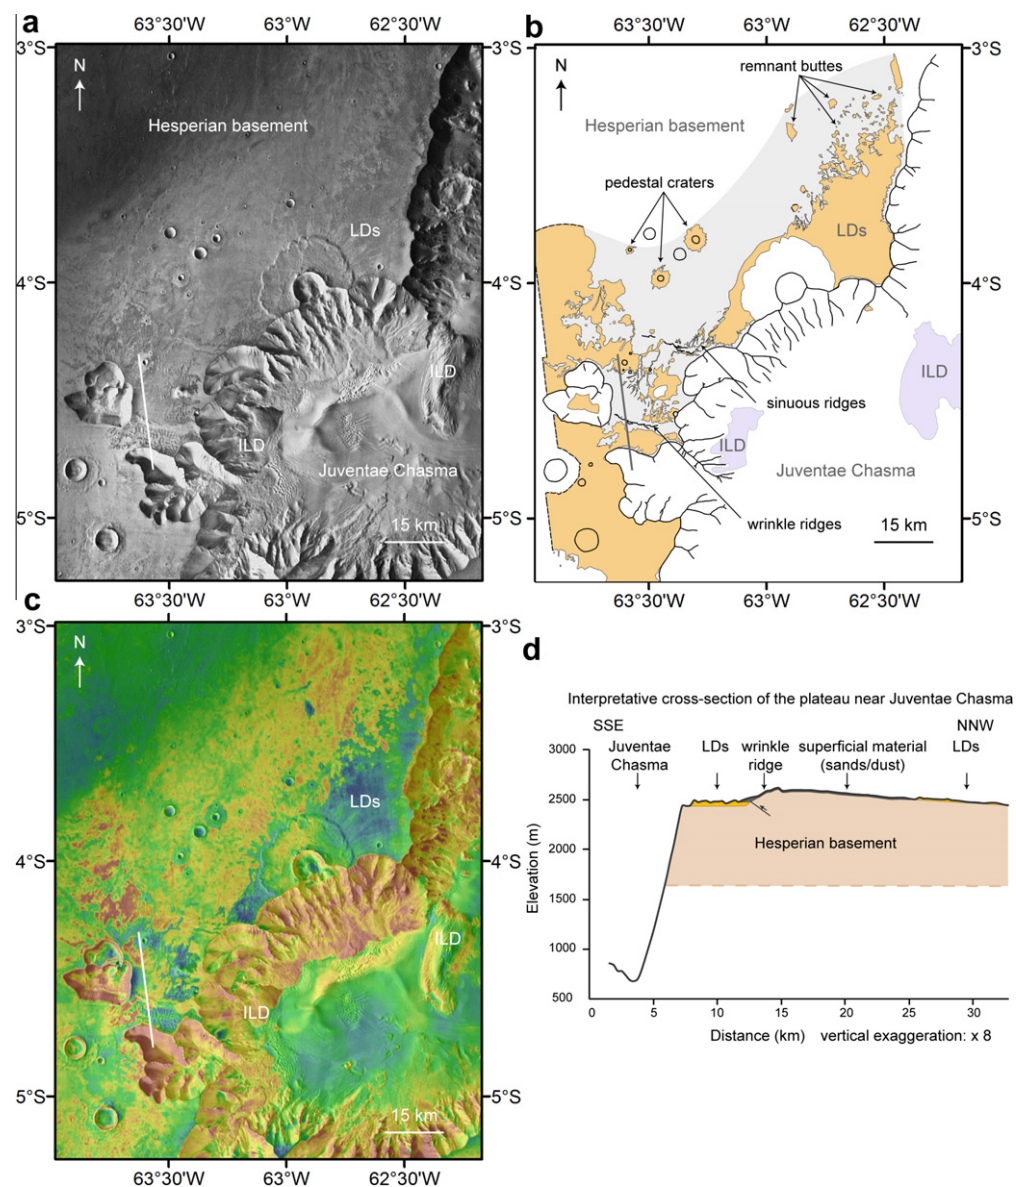 a
63°30'W 63°W 62°30'W
3°S
N
Hesperian basement
LDs
4°S
ILD
ILD
Juventae Chasma
5°S
15 km
63°30'W 63°W 62°30'W
b
63°30'W 63°W 62°30'W
3°S
N
remnant buttes
Hesperian basement
pedestal craters
LDs
4°S
ILD
sinuous ridges
ILD
Juventae Chasma
wrinkle ridges
15 km
5°S
63°30'W 63°W 62°30'W
c
3°S
3°S
N
LDs
4°S
4°S
ILD
ILD
5°S
5°S
15 km
63°30'W 63°W 62°30'W
d
Interpretative cross-section of the plateau near Juventae Chasma
SSE NNW
Juventae Chasma
LDs
wrinkle ridge
superficial material (sands/dust)
LDs
Hesperian basement
Elevation (m)
3000
2500
2000
1500
1000
500
0 5 10 15 20 25 30
Distance (km) vertical exaggeration: x 8